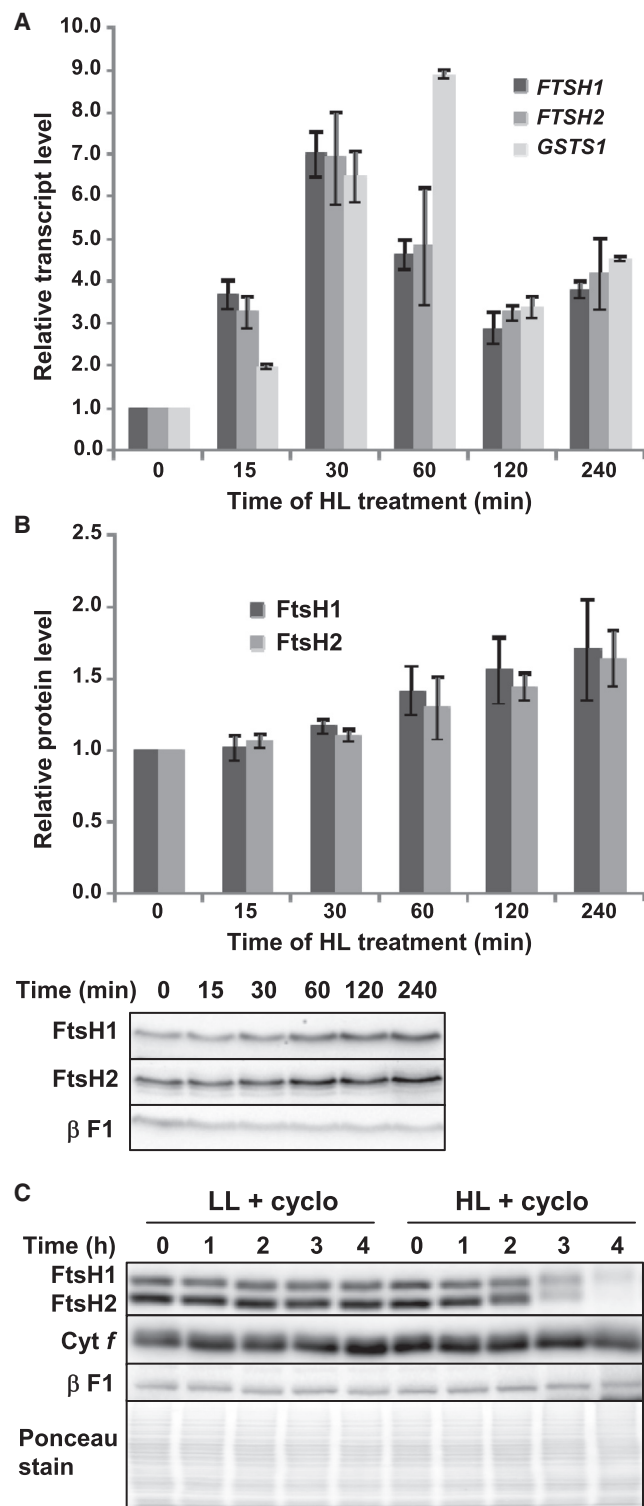 A
10.0
9.0
8.0
7.0
6.0
5.0
4.0
3.0
2.0
1.0
0.0
Relative transcript level
FTSH1
FTSH2
GSTS1
0 15 30 60 120 240
Time of HL treatment (min)
B
2.5
2.0
1.5
1.0
0.5
0.0
Relative protein level
FtsH1
FtsH2
0 15 30 60 120 240
Time of HL treatment (min)
Time (min) 0 15 30 60 120 240
FtsH1
FtsH2
β F1
C
LL + cyclo HL + cyclo
Time (h) 0 1 2 3 4 0 1 2 3 4
FtsH1
FtsH2
Cyt f
β F1
Ponceau
stain